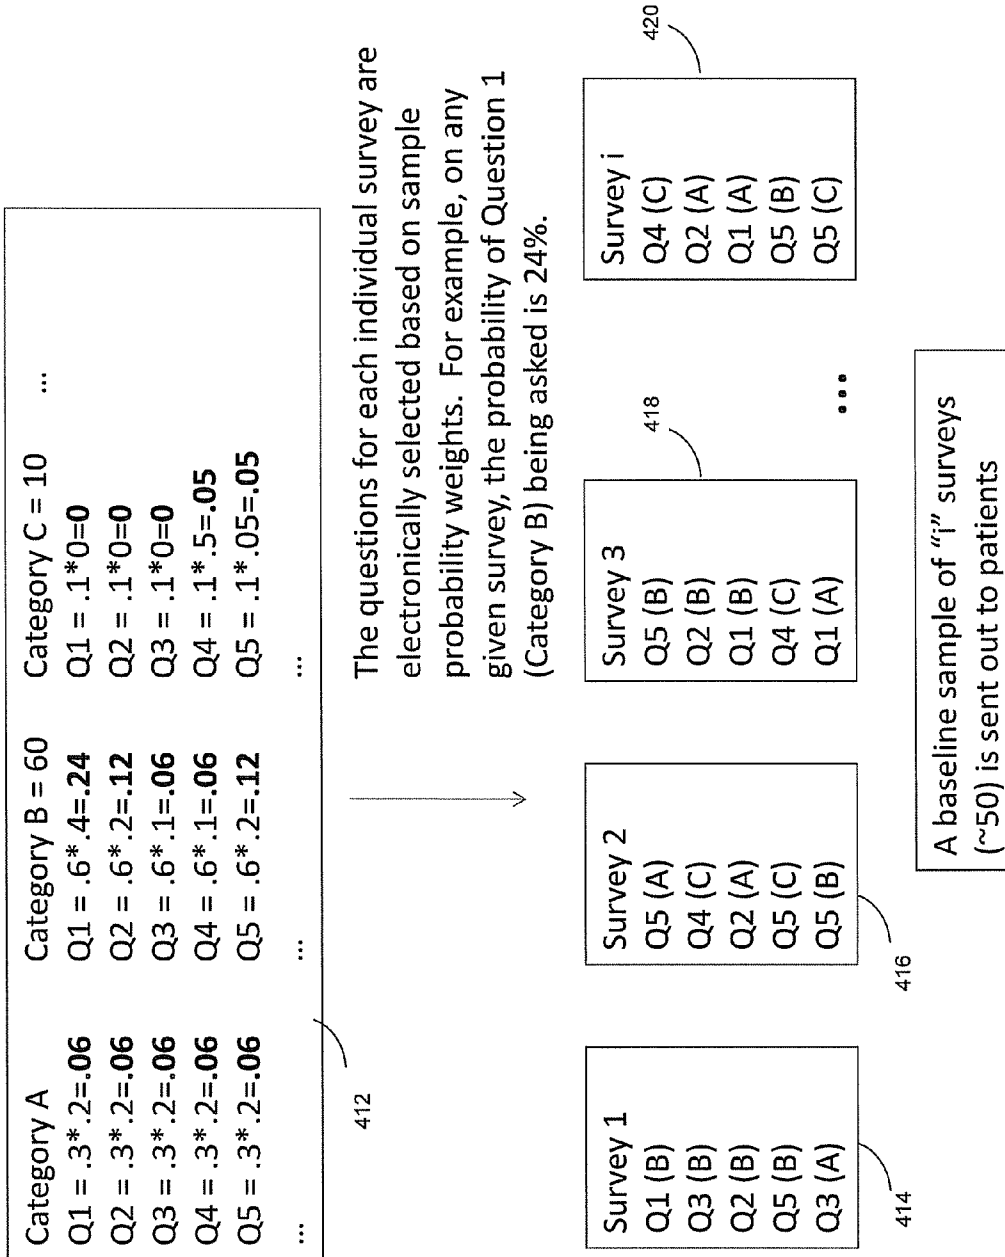 Category A
Q1 = .3*.2=.06
Q2 = .3*.2=.06
Q3 = .3*.2=.06
Q4 = .3*.2=.06
Q5 = .3*.2=.06
...
Category B = 60
Q1 = .6*.4=.24
Q2 = .6*.2=.12
Q3 = .6*.1=.06
Q4 = .6*.1=.06
Q5 = .6*.2=.12
...
Category C = 10
Q1 = .1*0=0
Q2 = .1*0=0
Q3 = .1*0=0
Q4 = .1*.5=.05
Q5 = .1*.05=.05
...
...
412
The questions for each individual survey are
electronically selected based on sample
probability weights. For example, on any
given survey, the probability of Question 1
(Category B) being asked is 24%.
Survey 1
Q1 (B)
Q3 (B)
Q2 (B)
Q5 (B)
Q3 (A)
414
Survey 2
Q5 (A)
Q4 (C)
Q2 (A)
Q5 (C)
Q5 (B)
416
Survey 3
Q5 (B)
Q2 (B)
Q1 (B)
Q4 (C)
Q1 (A)
418
...
Survey i
Q4 (C)
Q2 (A)
Q1 (A)
Q5 (B)
Q5 (C)
420
A baseline sample of "i" surveys
(~50) is sent out to patients